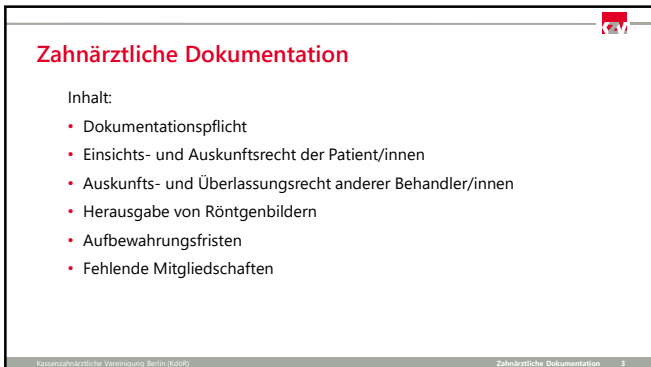 KZV
Zahnärztliche Dokumentation
Inhalt:
• Dokumentationspflicht
• Einsichts- und Auskunftsrecht der Patient/innen
• Auskunfts- und Überlassungsrecht anderer Behandler/innen
• Herausgabe von Röntgenbildern
• Aufbewahrungsfristen
• Fehlende Mitgliedschaften
Kassenzahnärztliche Vereinigung Berlin (KdöR)
Zahnärztliche Dokumentation 3